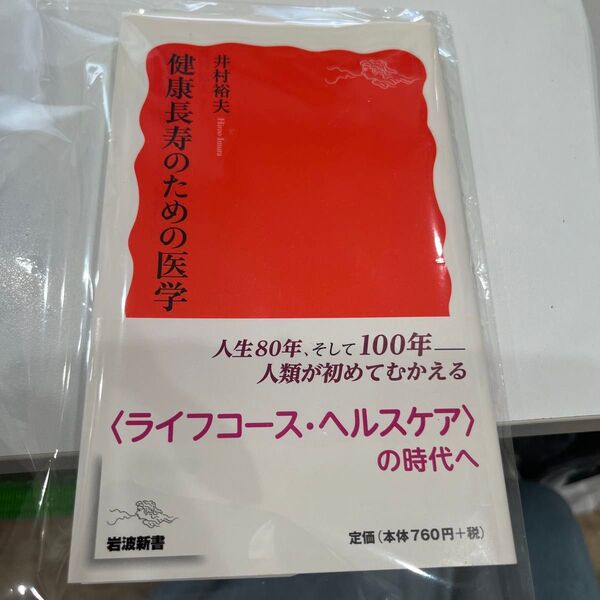 井村裕夫
Hiroo Imura
健康長寿のための医学
人生80年、そして100年――
人類が初めてむかえる
〈ライフコース・ヘルスケア〉
の時代へ
岩波新書
定価(本体760円+税)